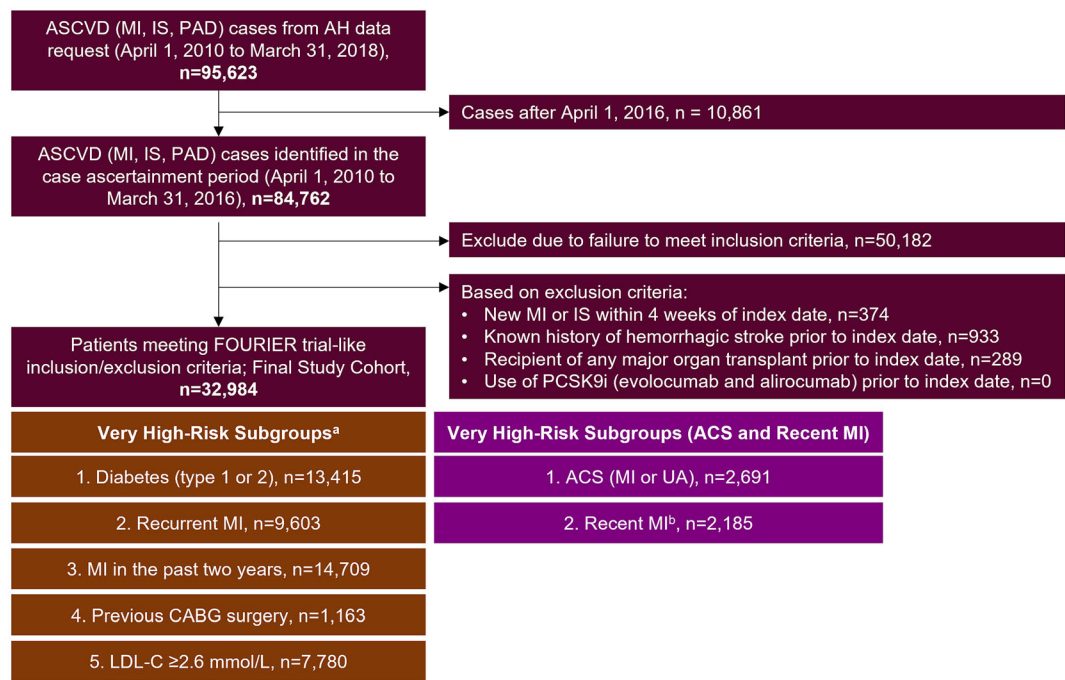 ASCVD (MI, IS, PAD) cases from AH data
request (April 1, 2010 to March 31, 2018),
n=95,623
Cases after April 1, 2016, n = 10,861
ASCVD (MI, IS, PAD) cases identified in the
case ascertainment period (April 1, 2010 to
March 31, 2016), n=84,762
Exclude due to failure to meet inclusion criteria, n=50,182
Based on exclusion criteria:
• New MI or IS within 4 weeks of index date, n=374
• Known history of hemorrhagic stroke prior to index date, n=933
• Recipient of any major organ transplant prior to index date, n=289
• Use of PCSK9i (evolocumab and alirocumab) prior to index date, n=0
Patients meeting FOURIER trial-like
inclusion/exclusion criteria; Final Study Cohort,
n=32,984
Very High-Risk Subgroupsᵃ
1. Diabetes (type 1 or 2), n=13,415
2. Recurrent MI, n=9,603
3. MI in the past two years, n=14,709
4. Previous CABG surgery, n=1,163
5. LDL-C ≥2.6 mmol/L, n=7,780
Very High-Risk Subgroups (ACS and Recent MI)
1. ACS (MI or UA), n=2,691
2. Recent MIᵇ, n=2,185